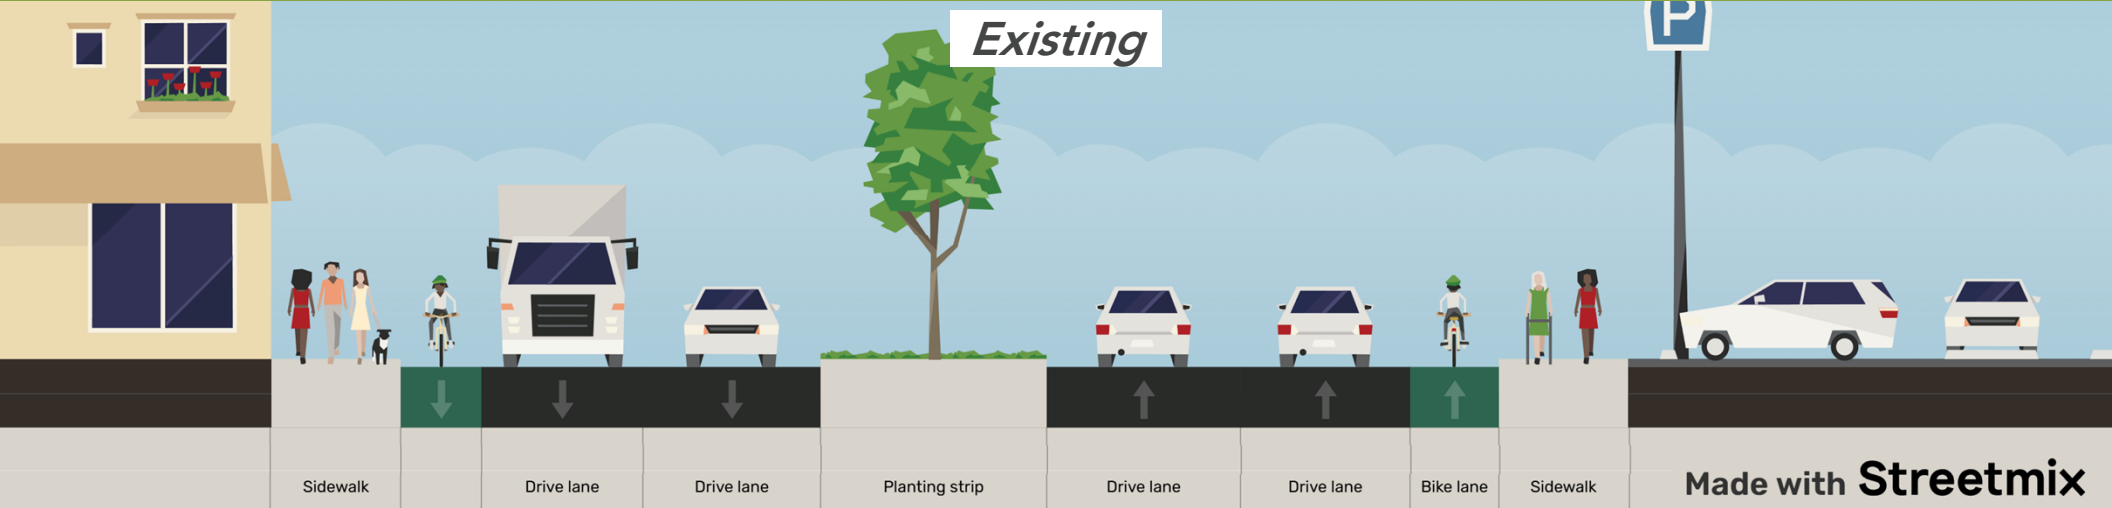 Existing
P
Sidewalk
Drive lane
Drive lane
Planting strip
Drive lane
Drive lane
Bike lane
Sidewalk
Made with Streetmix